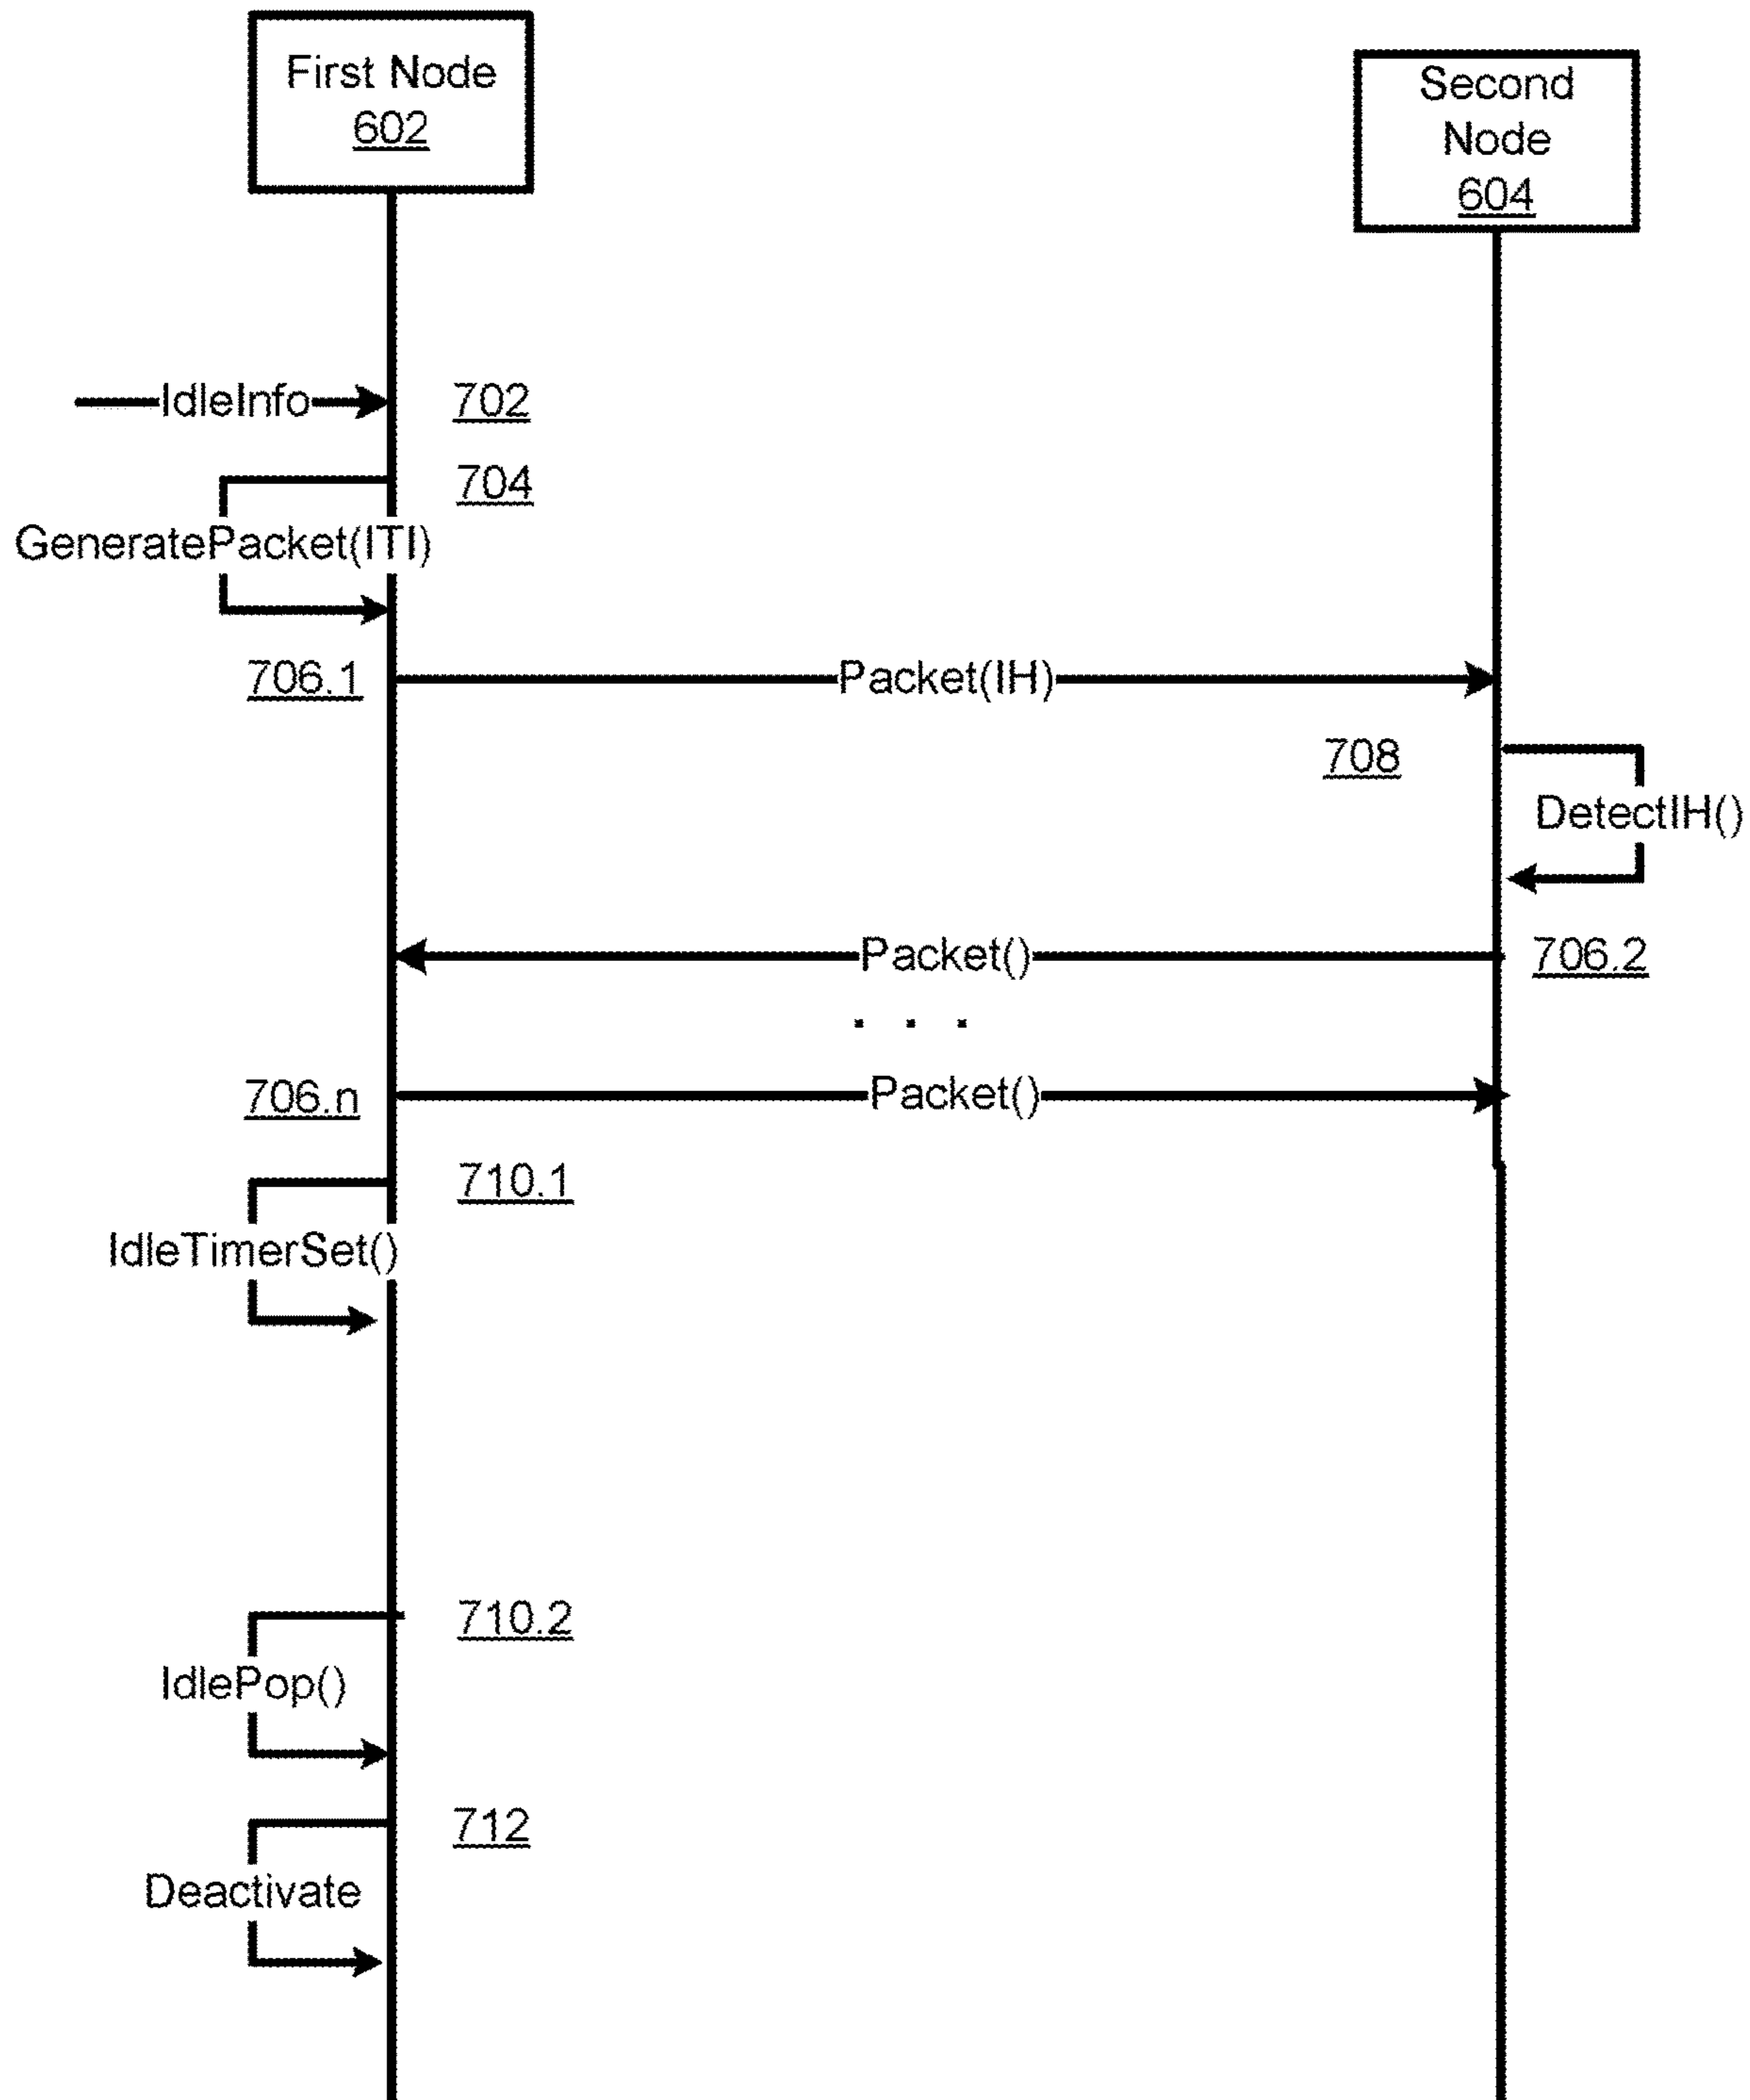 First Node
602
Second
Node
604
IdleInfo
702
704
GeneratePacket(ITI)
706.1
Packet(IH)
708
DetectIH()
Packet()
706.2
. . .
706.n
Packet()
710.1
IdleTimerSet()
710.2
IdlePop()
712
Deactivate